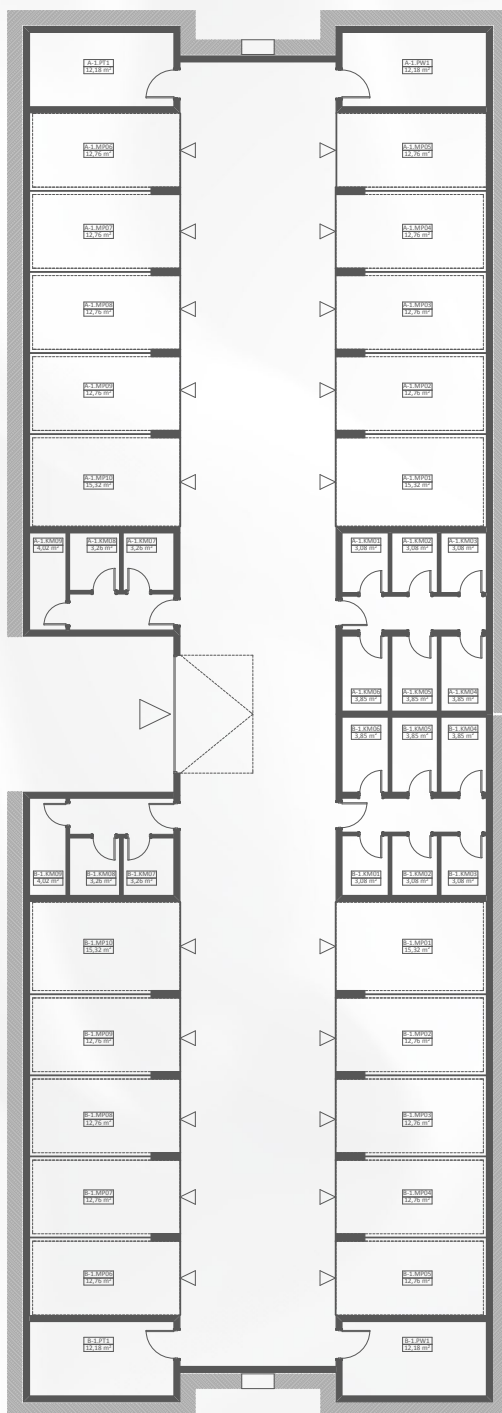 A-1.PT1
12,18 m²
A-1.PW1
12,18 m²
A-1.MP06
12,76 m²
A-1.MP05
12,76 m²
A-1.MP07
12,76 m²
A-1.MP04
12,76 m²
A-1.MP08
12,76 m²
A-1.MP03
12,76 m²
A-1.MP09
12,76 m²
A-1.MP02
12,76 m²
A-1.MP10
15,32 m²
A-1.MP01
15,32 m²
A-1.KM09
4,02 m²
A-1.KM08
3,26 m²
A-1.KM07
3,26 m²
A-1.KM01
3,08 m²
A-1.KM02
3,08 m²
A-1.KM03
3,08 m²
A-1.KM06
3,85 m²
A-1.KM05
3,85 m²
A-1.KM04
3,85 m²
B-1.KM06
3,85 m²
B-1.KM05
3,85 m²
B-1.KM04
3,85 m²
B-1.KM09
4,02 m²
B-1.KM08
3,26 m²
B-1.KM07
3,26 m²
B-1.KM01
3,08 m²
B-1.KM02
3,08 m²
B-1.KM03
3,08 m²
B-1.MP10
15,32 m²
B-1.MP01
15,32 m²
B-1.MP09
12,76 m²
B-1.MP02
12,76 m²
B-1.MP08
12,76 m²
B-1.MP03
12,76 m²
B-1.MP07
12,76 m²
B-1.MP04
12,76 m²
B-1.MP06
12,76 m²
B-1.MP05
12,76 m²
B-1.PT1
12,18 m²
B-1.PW1
12,18 m²